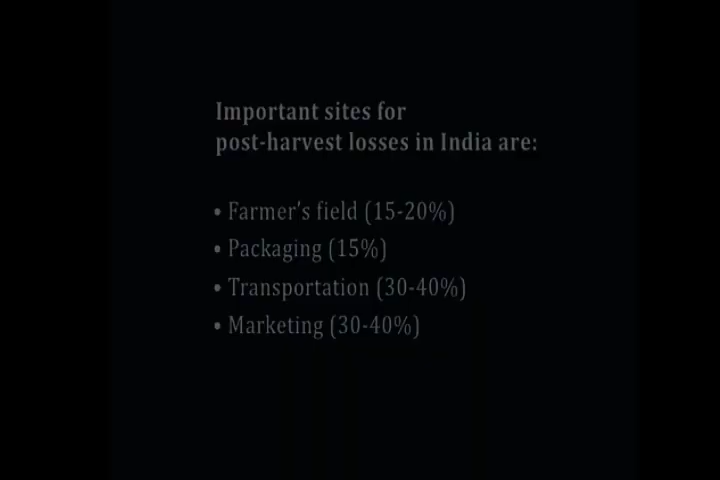 Important sites for
post-harvest losses in India are:
• Farmer's field (15-20%)
• Packaging (15%)
• Transportation (30-40%)
• Marketing (30-40%)